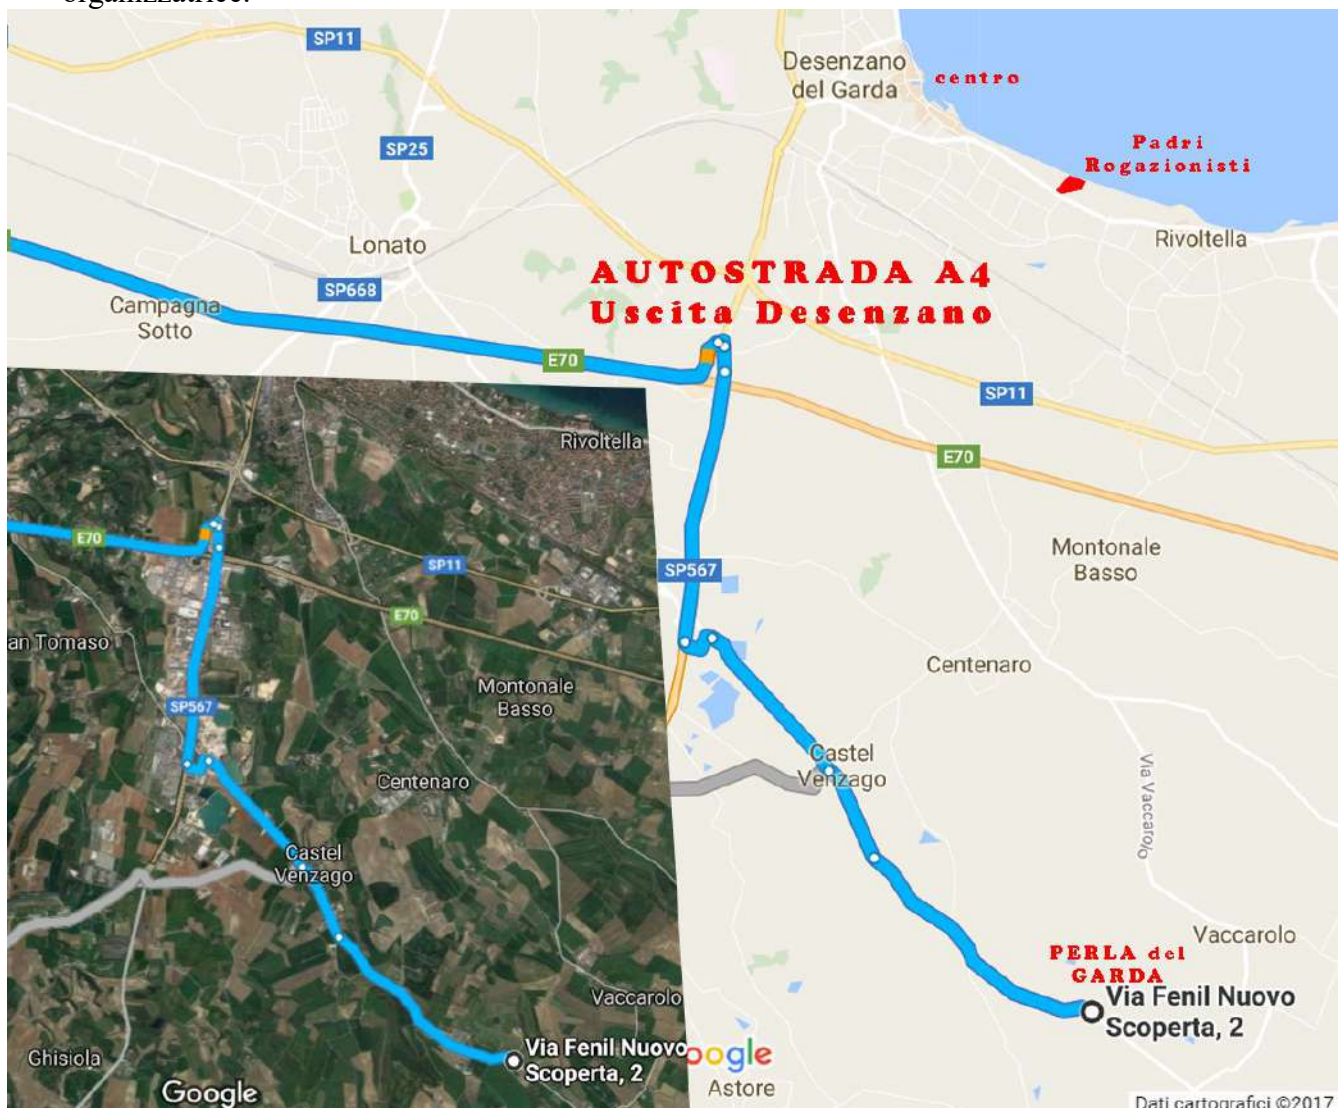 organizzatrice.
SP11
Desenzano
del Garda
centro
SP25
Padri
Rogazionisti
Lonato
Rivoltella
AUTOSTRADA A4
Uscita Desenzano
SP668
Campagna
Sotto
E70
SP11
E70
SP567
Montonale
Basso
Centenaro
Castel
Venzago
Via Vaccarolo
Vaccarolo
PERLA del
GARDA
Via Fenil Nuovo
Scoperta, 2
oogle
Astore
Dati cartografici ©2017
Rivoltella
E70
SP11
E70
an Tomaso
Montonale
Basso
SP567
Centenaro
Castel
Venzago
Vaccarolo
Ghisiola
Via Fenil Nuovo
Scoperta, 2
Google